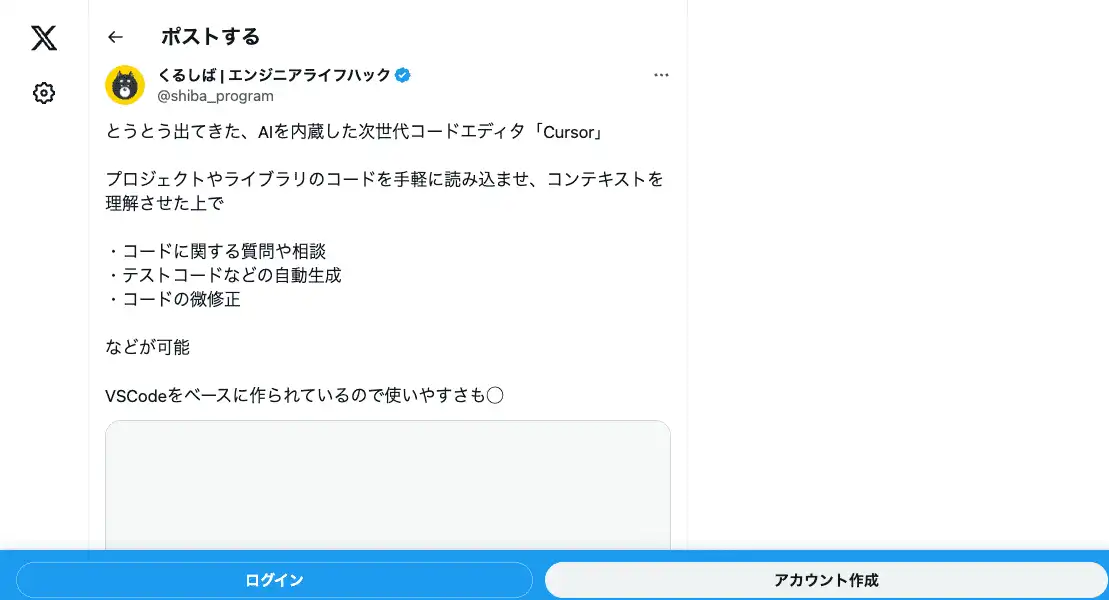 ポストする
くるしば | エンジニアライフハック
@shiba_program
とうとう出てきた、AIを内蔵した次世代コードエディタ「Cursor」
プロジェクトやライブラリのコードを手軽に読み込ませ、コンテキストを
理解させた上で
・コードに関する質問や相談
・テストコードなどの自動生成
・コードの微修正
などが可能
VSCodeをベースに作られているので使いやすさも◯
ログイン
アカウント作成